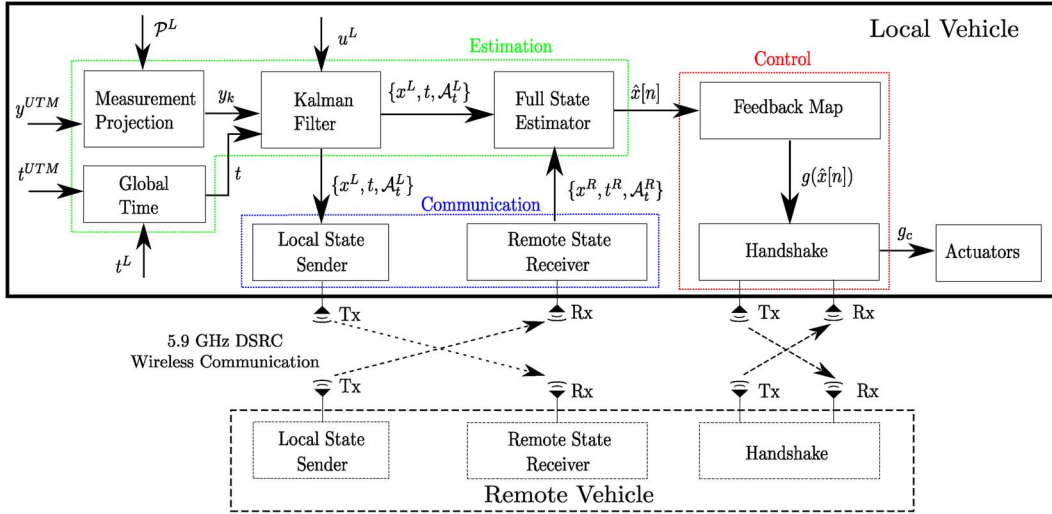 𝒫^L
u^L
Local Vehicle
Estimation
Control
y^{UTM}
Measurement
Projection
y_k
Kalman
Filter
{x^L, t, 𝒜_t^L}
Full State
Estimator
x̂[n]
Feedback Map
t^{UTM}
Global
Time
t
{x^L, t, 𝒜_t^L}
{x^R, t^R, 𝒜_t^R}
g(x̂[n])
Communication
t^L
Local State
Sender
Remote State
Receiver
Handshake
g_c
Actuators
Tx
Rx
Tx
Rx
5.9 GHz DSRC
Wireless Communication
Tx
Rx
Tx
Rx
Local State
Sender
Remote State
Receiver
Handshake
Remote Vehicle